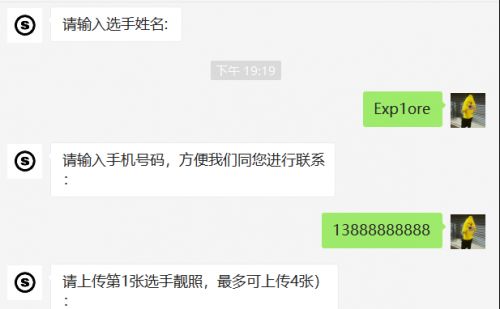 请输入选手姓名:
下午 19:19
Exp1ore
请输入手机号码，方便我们同您进行联系
：
13888888888
请上传第1张选手靓照，最多可上传4张）
：